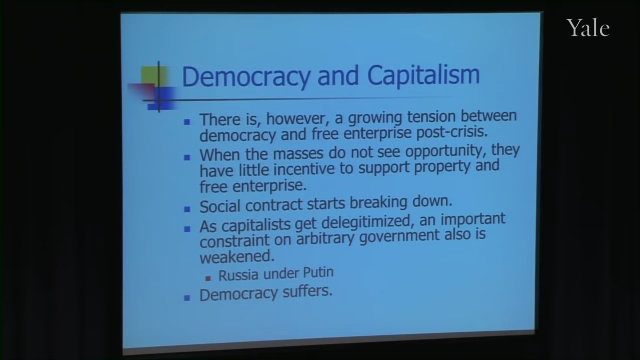 Yale
Democracy and Capitalism
There is, however, a growing tension between
democracy and free enterprise post-crisis.
When the masses do not see opportunity, they
have little incentive to support property and
free enterprise.
Social contract starts breaking down.
As capitalists get delegitimized, an important
constraint on arbitrary government also is
weakened.
Russia under Putin
Democracy suffers.